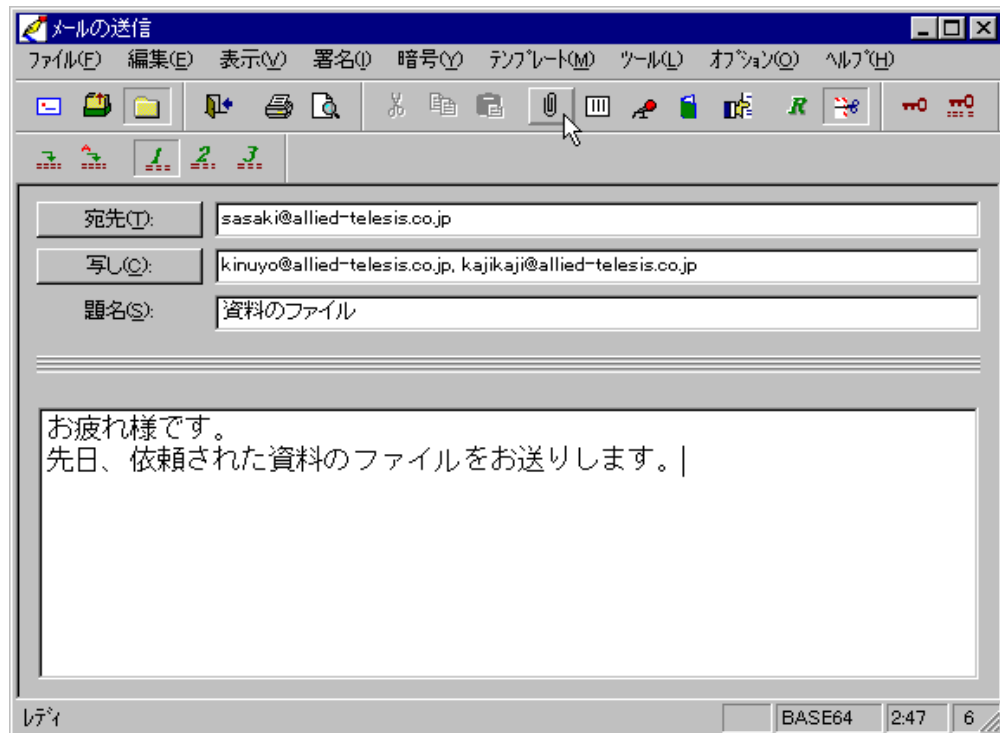 メールの送信
ファイル(F) 編集(E) 表示(V) 署名(I) 暗号(Y) テンプレート(M) ツール(L) オプション(O) ヘルプ(H)
R
1 2 3
宛先(T): sasaki@allied-telesis.co.jp
写し(C): kinuyo@allied-telesis.co.jp, kajikaji@allied-telesis.co.jp
題名(S): 資料のファイル
お疲れ様です。
先日、依頼された資料のファイルをお送りします。
レディ BASE64 2:47 6